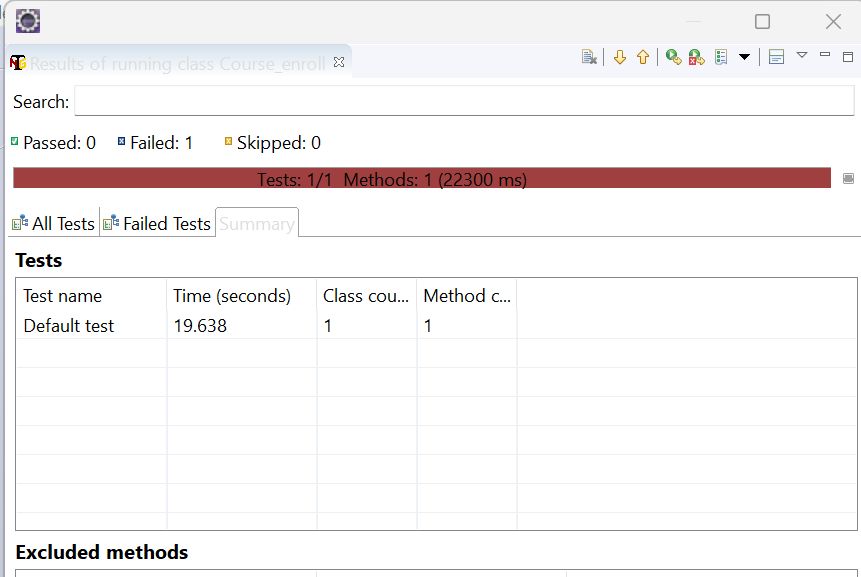 Results of running class Course_enroll
Search:
Passed: 0 Failed: 1 Skipped: 0
Tests: 1/1 Methods: 1 (22300 ms)
All Tests Failed Tests Summary
Tests
Test name Time (seconds) Class cou... Method c...
Default test 19.638 1 1
Excluded methods